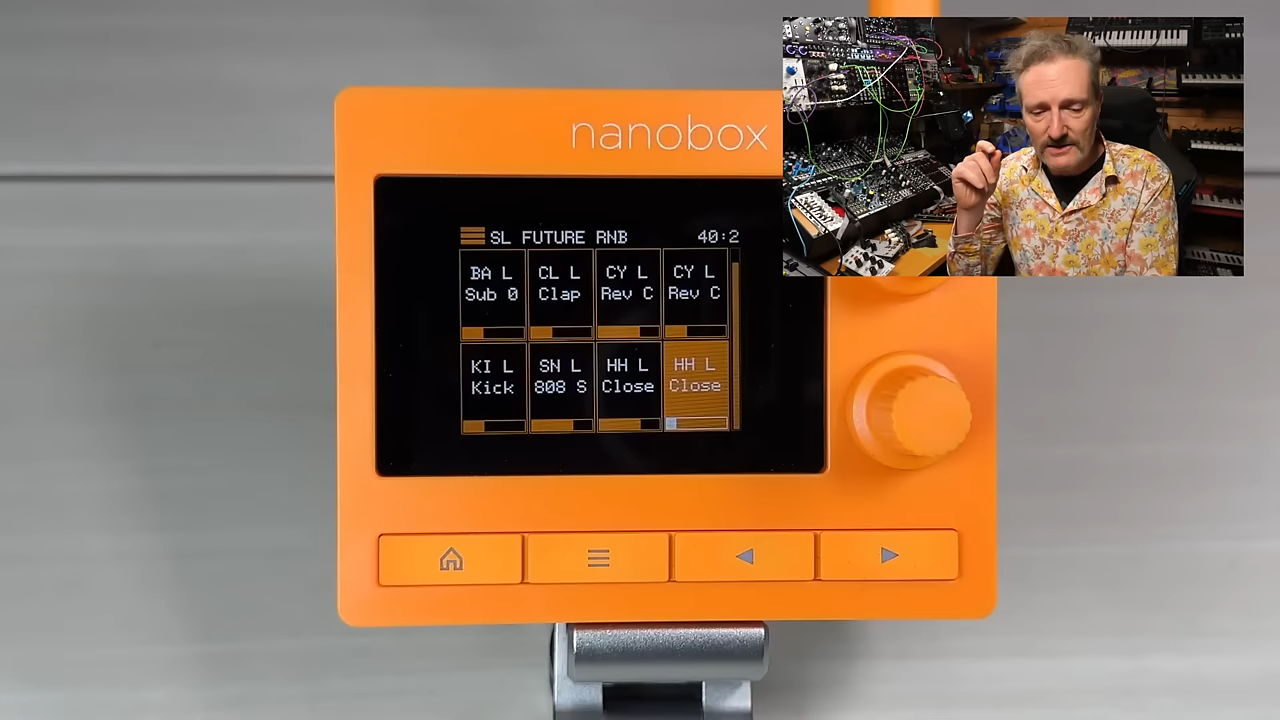 nanobox
SL FUTURE RNB 40:2
BA L CL L CY L CY L
Sub 0 Clap Rev C Rev C
KI L SN L HH L HH L
Kick 808 S Close Close